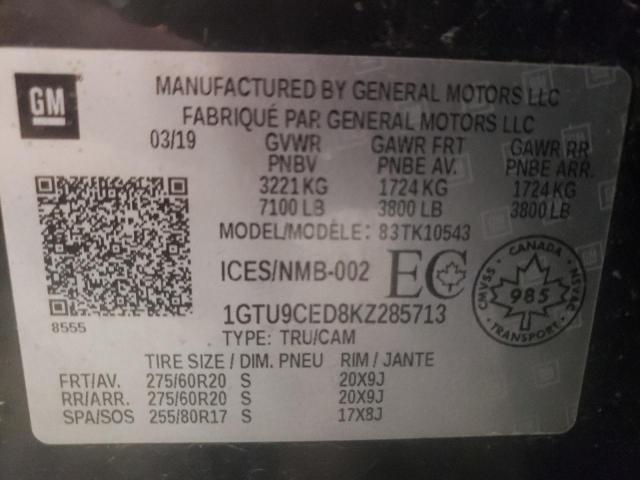 GM
MANUFACTURED BY GENERAL MOTORS LLC
FABRIQUÉ PAR GENERAL MOTORS LLC
03/19 GVWR GAWR FRT GAWR RR
PNBV PNBE AV. PNBE ARR.
3221 KG 1724 KG 1724 KG
7100 LB 3800 LB 3800 LB
MODEL/MODÈLE: 83TK10543
ICES/NMB-002 EC
CANADA
CMVSS 985 NSVAC
TRANSPORT
1GTU9CED8KZ285713
8555
TYPE: TRU/CAM
TIRE SIZE / DIM. PNEU RIM / JANTE
FRT/AV. 275/60R20 S 20X9J
RR/ARR. 275/60R20 S 20X9J
SPA/SOS 255/80R17 S 17X8J